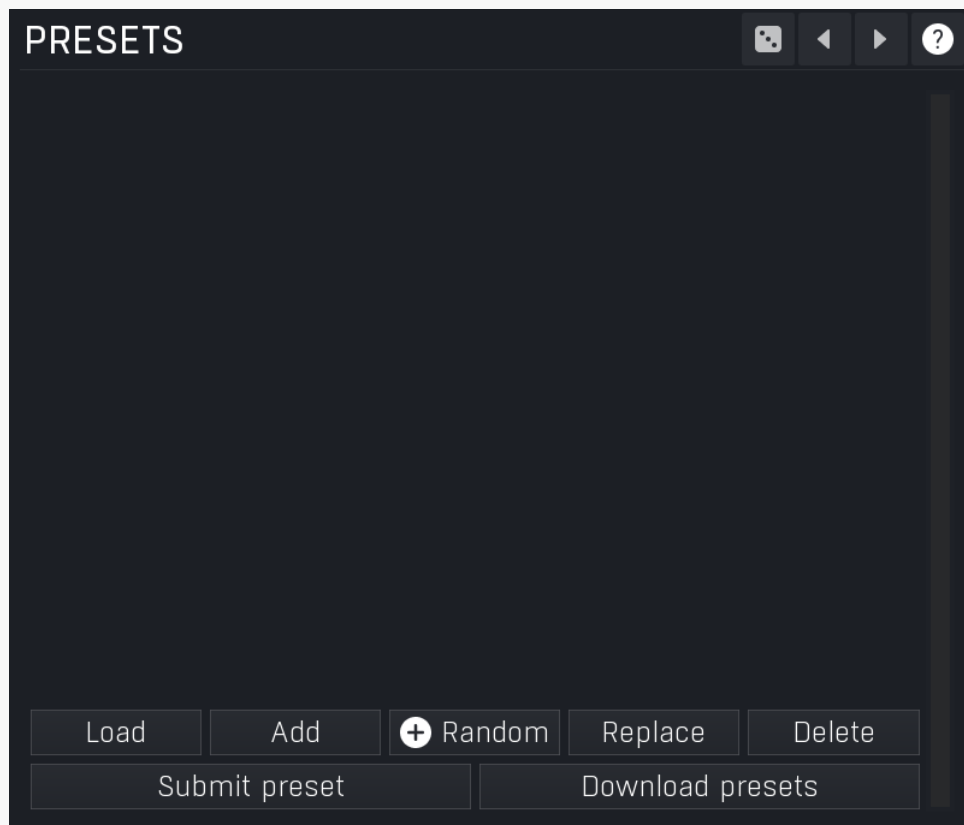 PRESETS ?
Load Add + Random Replace Delete
Submit preset Download presets